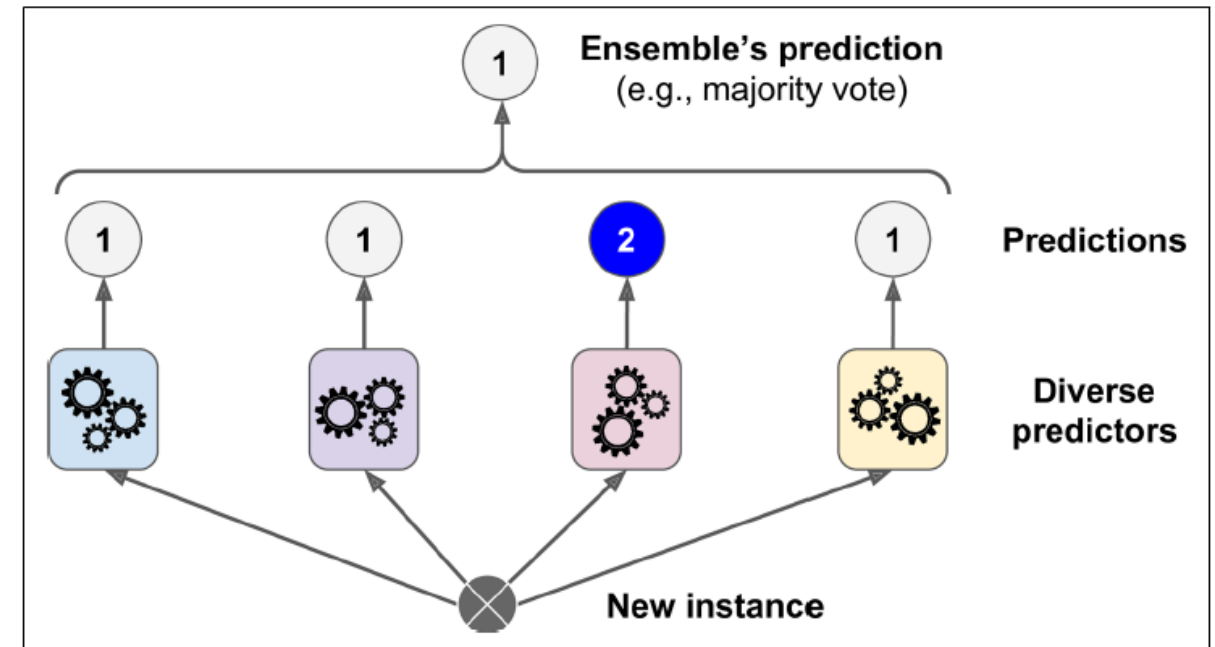 1
Ensemble's prediction
(e.g., majority vote)
1
1
2
1
Predictions
Diverse
predictors
New instance